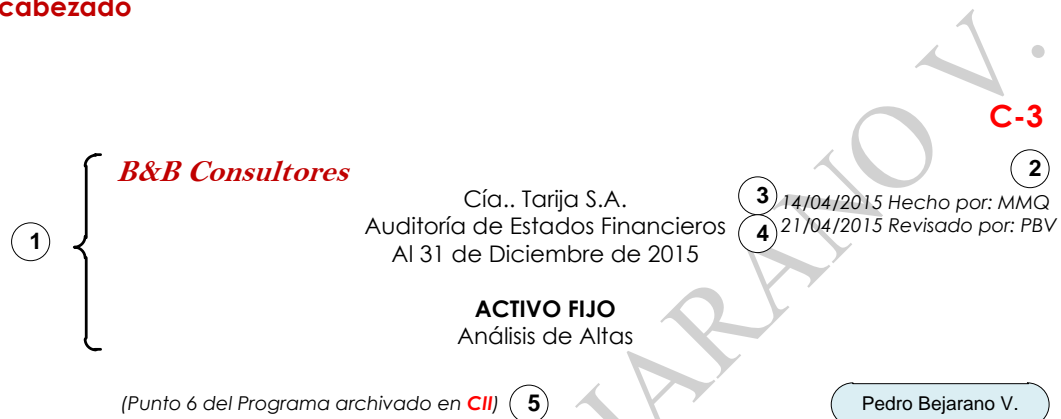 cabezado
C-3
B&B Consultores
2
Cía.. Tarija S.A.
3 14/04/2015 Hecho por: MMQ
Auditoría de Estados Financieros
4 21/04/2015 Revisado por: PBV
1
Al 31 de Diciembre de 2015
ACTIVO FIJO
Análisis de Altas
(Punto 6 del Programa archivado en CII) 5
Pedro Bejarano V.
JARANO V.